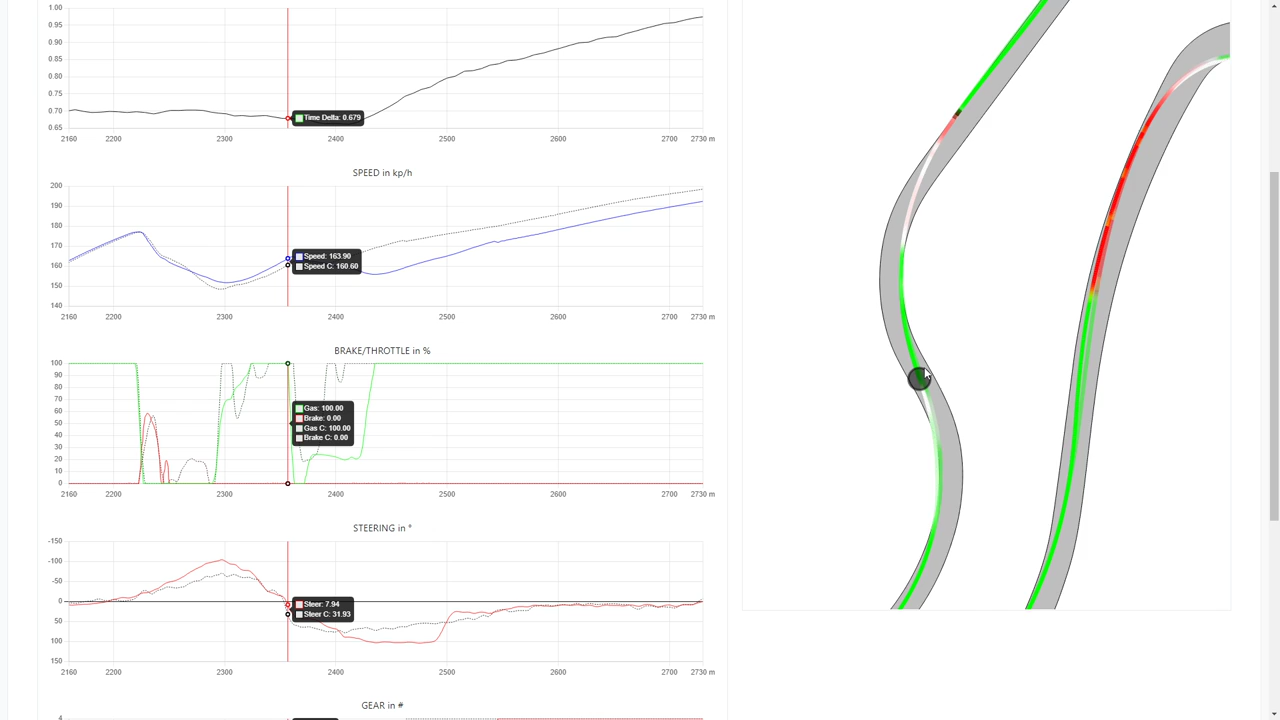 1.00
0.95
0.90
0.85
0.80
0.75
0.70
0.65
Time Delta: 0.679
2160 2200 2300 2400 2500 2600 2700 2730 m
SPEED in kp/h
200
190
180
170
160
150
140
Speed: 163.90
Speed C: 160.60
2160 2200 2300 2400 2500 2600 2700 2730 m
BRAKE/THROTTLE in %
100
90
80
70
60
50
40
30
20
10
0
Gas: 100.00
Brake: 0.00
Gas C: 100.00
Brake C: 0.00
2160 2200 2300 2400 2500 2600 2700 2730 m
STEERING in °
-150
-100
-50
0
50
100
150
Steer: 7.94
Steer C: 31.93
2160 2200 2300 2400 2500 2600 2700 2730 m
GEAR in #
4